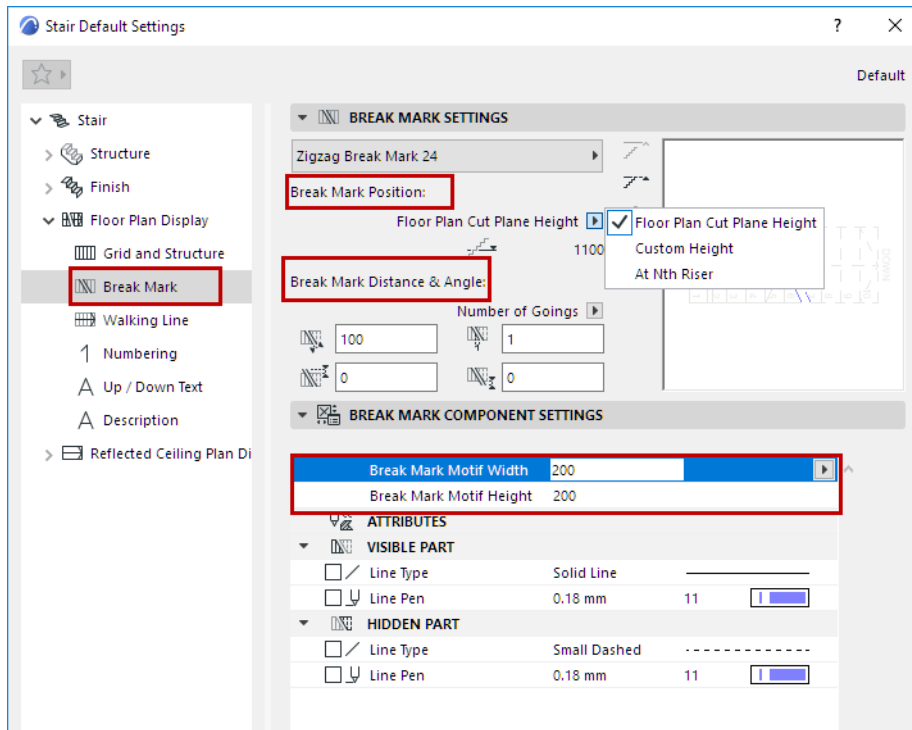 Stair Default Settings
?
Default
Stair
Structure
Finish
Floor Plan Display
Grid and Structure
Break Mark
Walking Line
Numbering
Up / Down Text
Description
Reflected Ceiling Plan Di
BREAK MARK SETTINGS
Zigzag Break Mark 24
Break Mark Position:
Floor Plan Cut Plane Height
1100
Floor Plan Cut Plane Height
Custom Height
At Nth Riser
DOWN
Break Mark Distance & Angle:
Number of Goings
100
1
0
0
BREAK MARK COMPONENT SETTINGS
Break Mark Motif Width 200
Break Mark Motif Height 200
ATTRIBUTES
VISIBLE PART
Line Type Solid Line
Line Pen 0.18 mm 11
HIDDEN PART
Line Type Small Dashed
Line Pen 0.18 mm 11